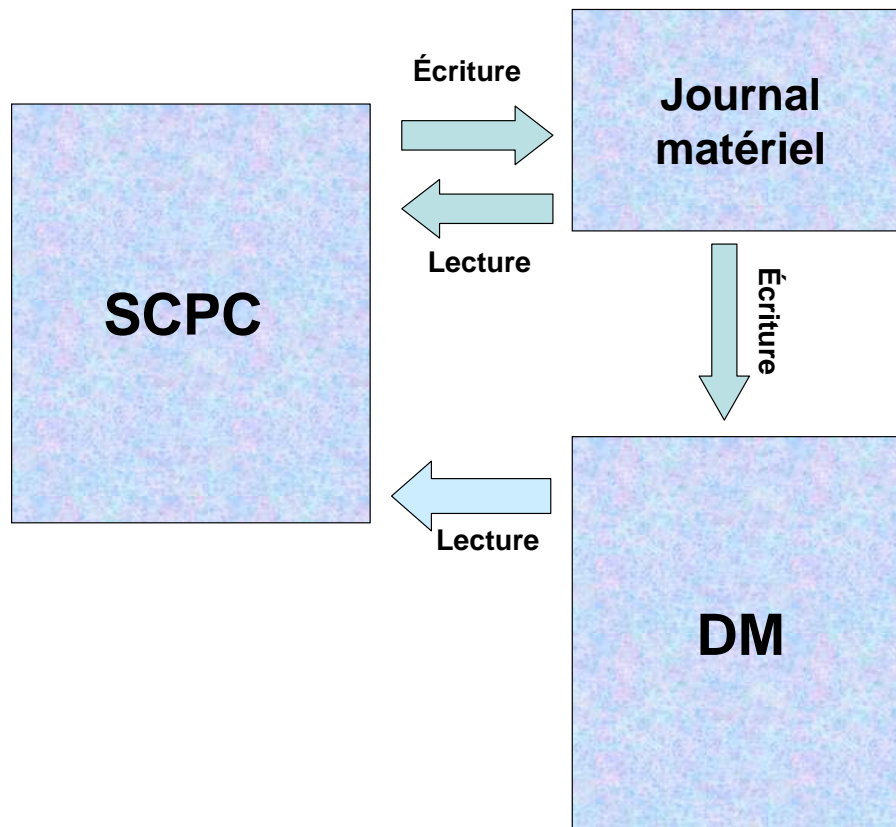 Écriture
Journal
matériel
Lecture
Écriture
SCPC
Lecture
DM